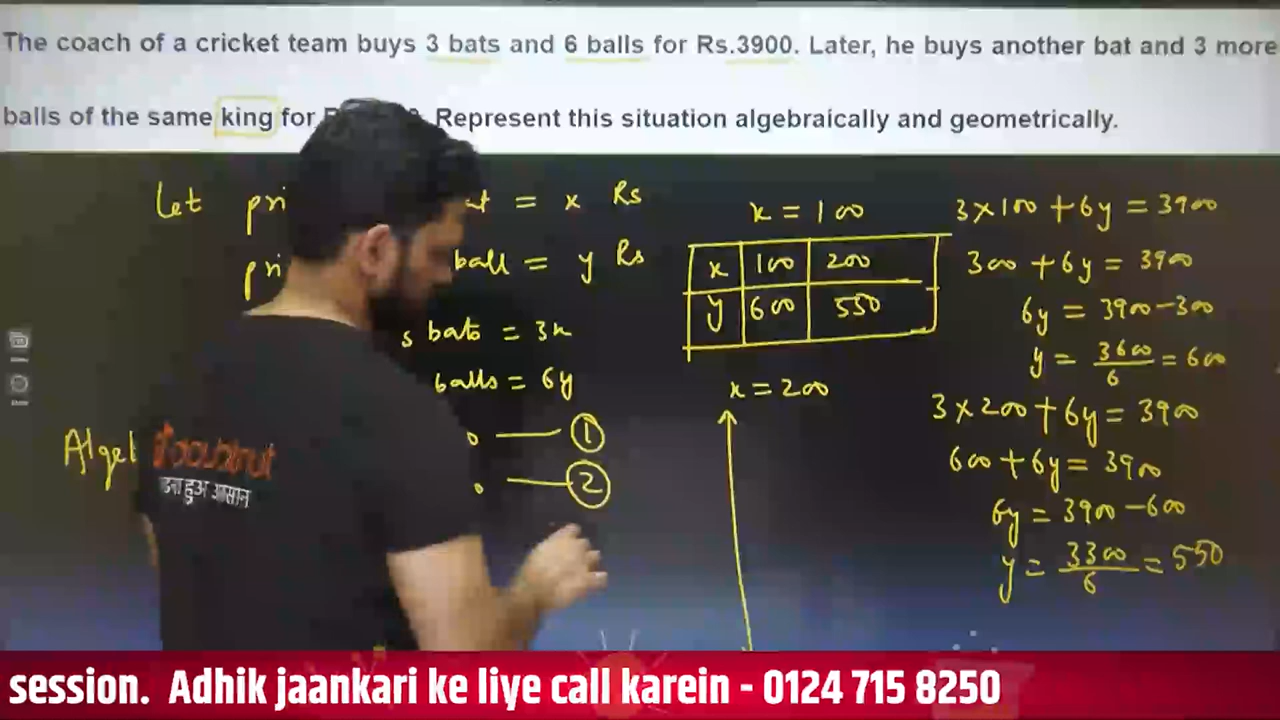 The coach of a cricket team buys 3 bats and 6 balls for Rs.3900. Later, he buys another bat and 3 more
balls of the same king for Represent this situation algebraically and geometrically.
Let = x Rs
ball = y Rs
bats = 3x
balls = 6y
①
②
doubtnut
पढ़ना हुआ आसान
x = 100
x 100 200
y 600 550
x = 200
3×100 + 6y = 3900
300 + 6y = 3900
6y = 3900-300
y = 3600/6 = 600
3×200 + 6y = 3900
600 + 6y = 3900
6y = 3900-600
y = 3300/6 = 550
session. Adhik jaankari ke liye call karein - 0124 715 8250